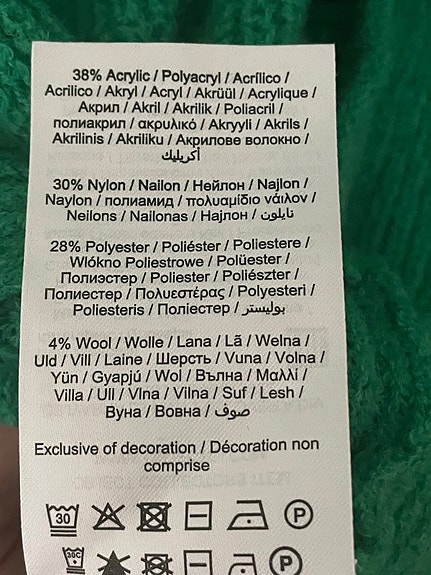 38% Acrylic / Polyacryl / Acrílico /
Acrilico / Akryl / Acryl / Akrüül / Acrylique /
Акрил / Akril / Akrilik / Poliacril /
полиакрил / ακρυλικό / Akryyli / Akrils /
Akrilinis / Akriliku / Акрилове волокно /
أكريليك
30% Nylon / Nailon / Нейлон / Najlon /
Naylon / полиамид / πολυαμίδιο νάιλον /
Neilons / Nailonas / Најлон / نايلون
28% Polyester / Poliéster / Poliestere /
Wlókno Poliestrowe / Polüester /
Полиэстер / Poliester / Poliészter /
Полиестер / Πολυεστέρας / Polyesteri /
Poliesteris / Поліестер / بوليستر
4% Wool / Wolle / Lana / Lã / Welna /
Uld / Vill / Laine / Шерсть / Vuna / Volna /
Yün / Gyapjú / Wol / Вълна / Μαλλί /
Villa / Ull / Vlna / Vilna / Suf / Lesh /
Вуна / Вовна / صوف
Exclusive of decoration / Décoration non
comprise
30 P
30C P